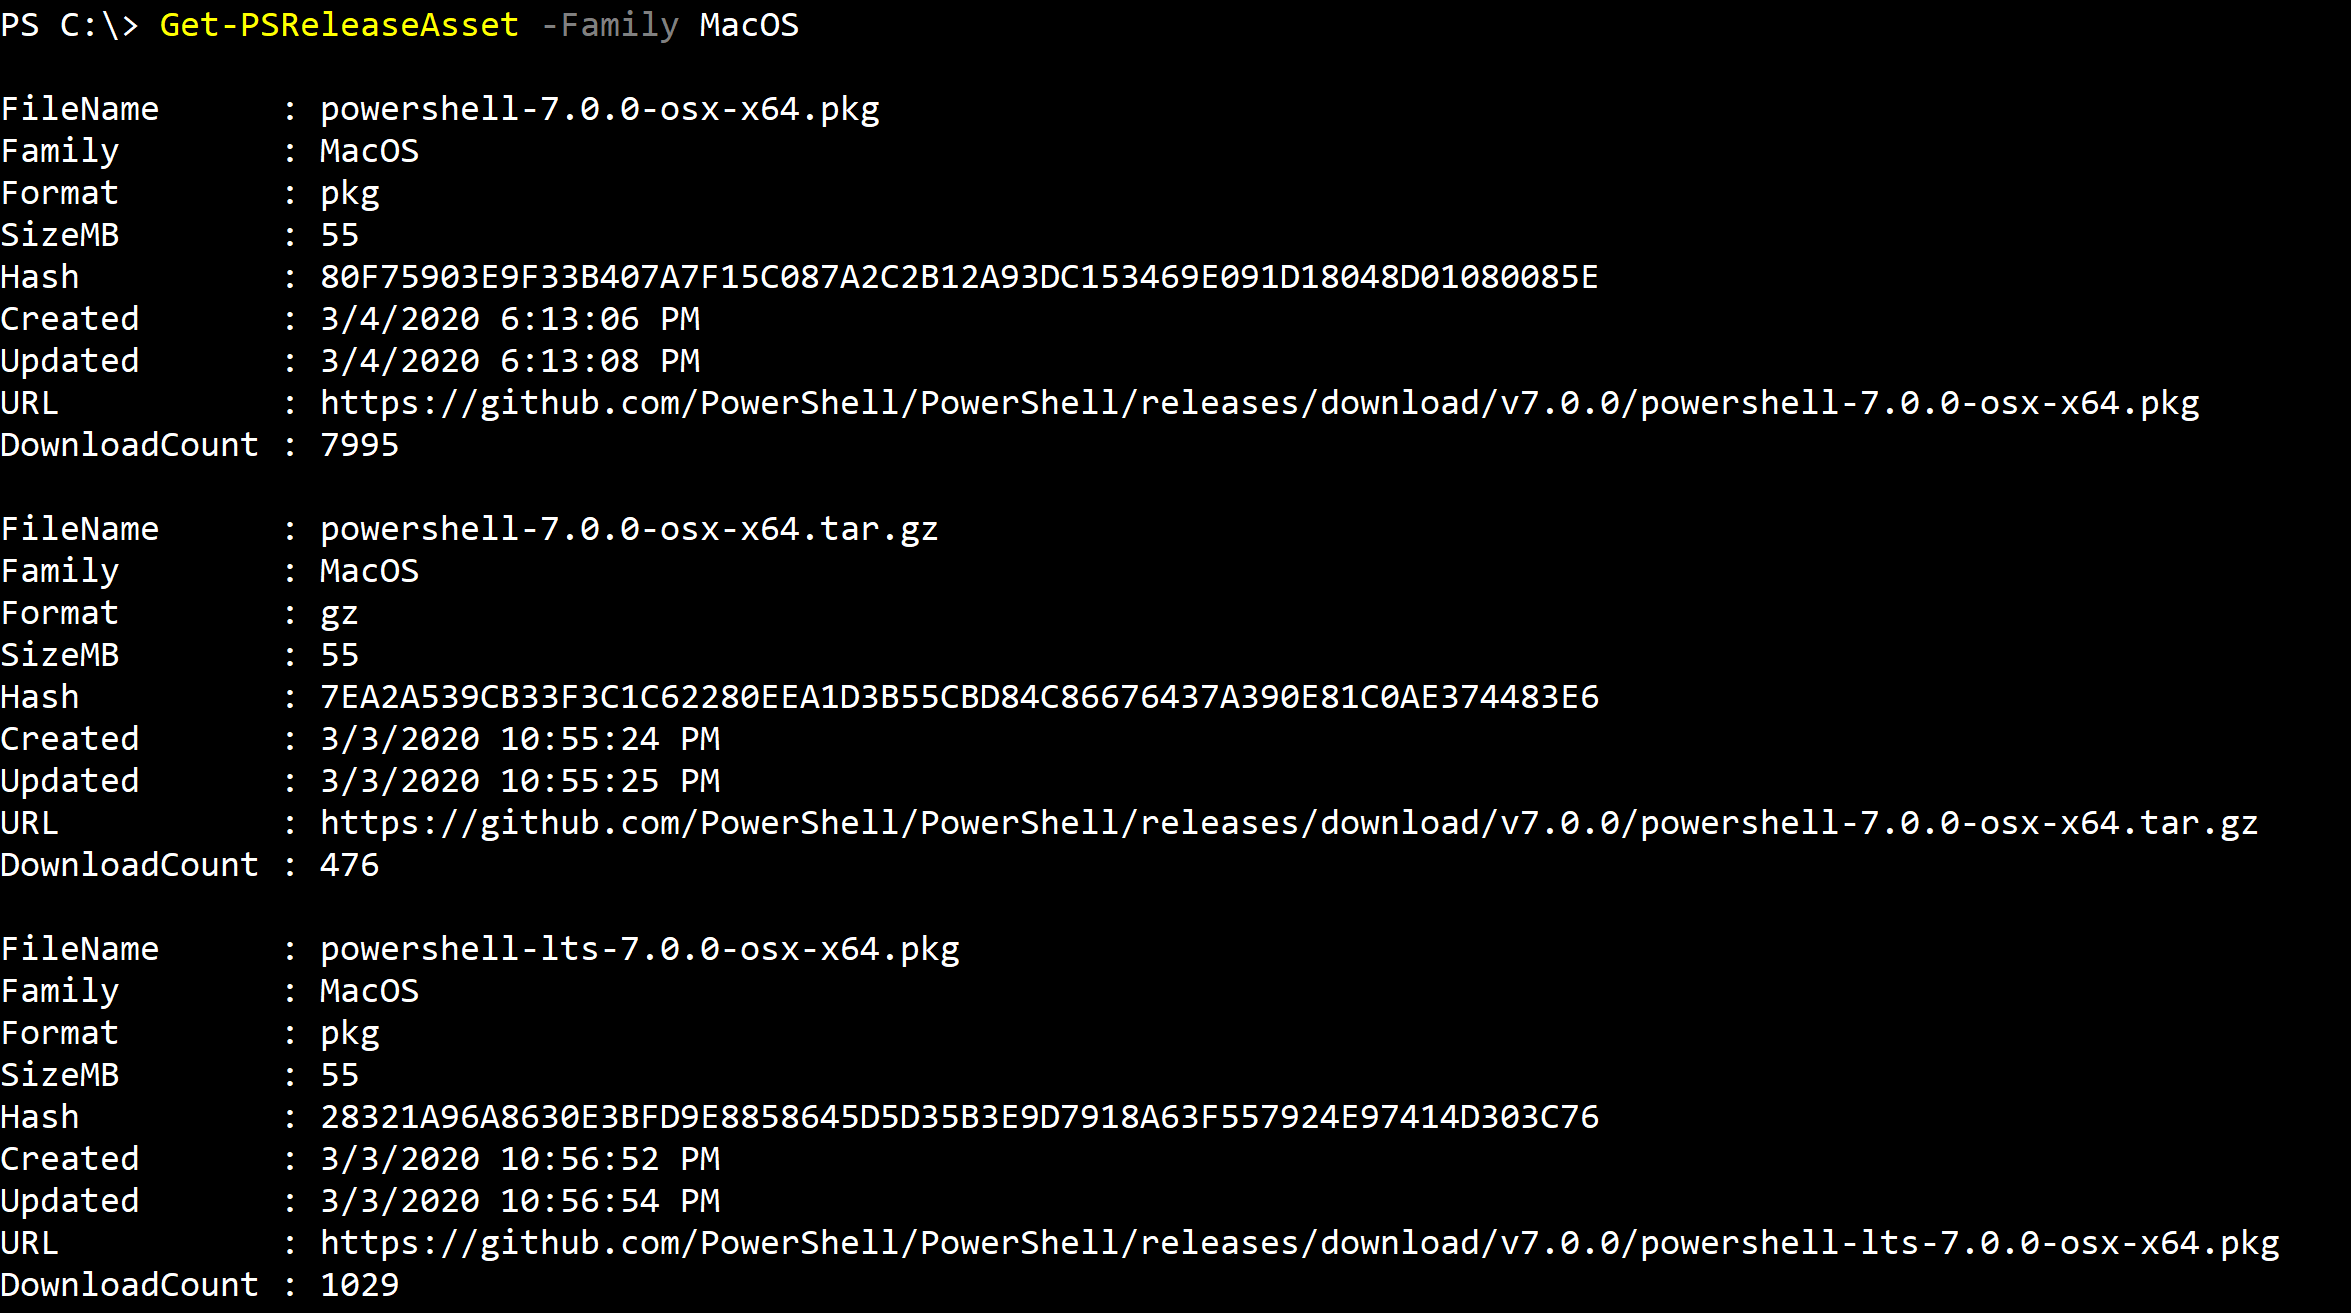 PS C:\> Get-PSReleaseAsset -Family MacOS
FileName : powershell-7.0.0-osx-x64.pkg
Family : MacOS
Format : pkg
SizeMB : 55
Hash : 80F75903E9F33B407A7F15C087A2C2B12A93DC153469E091D18048D01080085E
Created : 3/4/2020 6:13:06 PM
Updated : 3/4/2020 6:13:08 PM
URL : https://github.com/PowerShell/PowerShell/releases/download/v7.0.0/powershell-7.0.0-osx-x64.pkg
DownloadCount : 7995
FileName : powershell-7.0.0-osx-x64.tar.gz
Family : MacOS
Format : gz
SizeMB : 55
Hash : 7EA2A539CB33F3C1C62280EEA1D3B55CBD84C86676437A390E81C0AE374483E6
Created : 3/3/2020 10:55:24 PM
Updated : 3/3/2020 10:55:25 PM
URL : https://github.com/PowerShell/PowerShell/releases/download/v7.0.0/powershell-7.0.0-osx-x64.tar.gz
DownloadCount : 476
FileName : powershell-lts-7.0.0-osx-x64.pkg
Family : MacOS
Format : pkg
SizeMB : 55
Hash : 28321A96A8630E3BFD9E8858645D5D35B3E9D7918A63F557924E97414D303C76
Created : 3/3/2020 10:56:52 PM
Updated : 3/3/2020 10:56:54 PM
URL : https://github.com/PowerShell/PowerShell/releases/download/v7.0.0/powershell-lts-7.0.0-osx-x64.pkg
DownloadCount : 1029